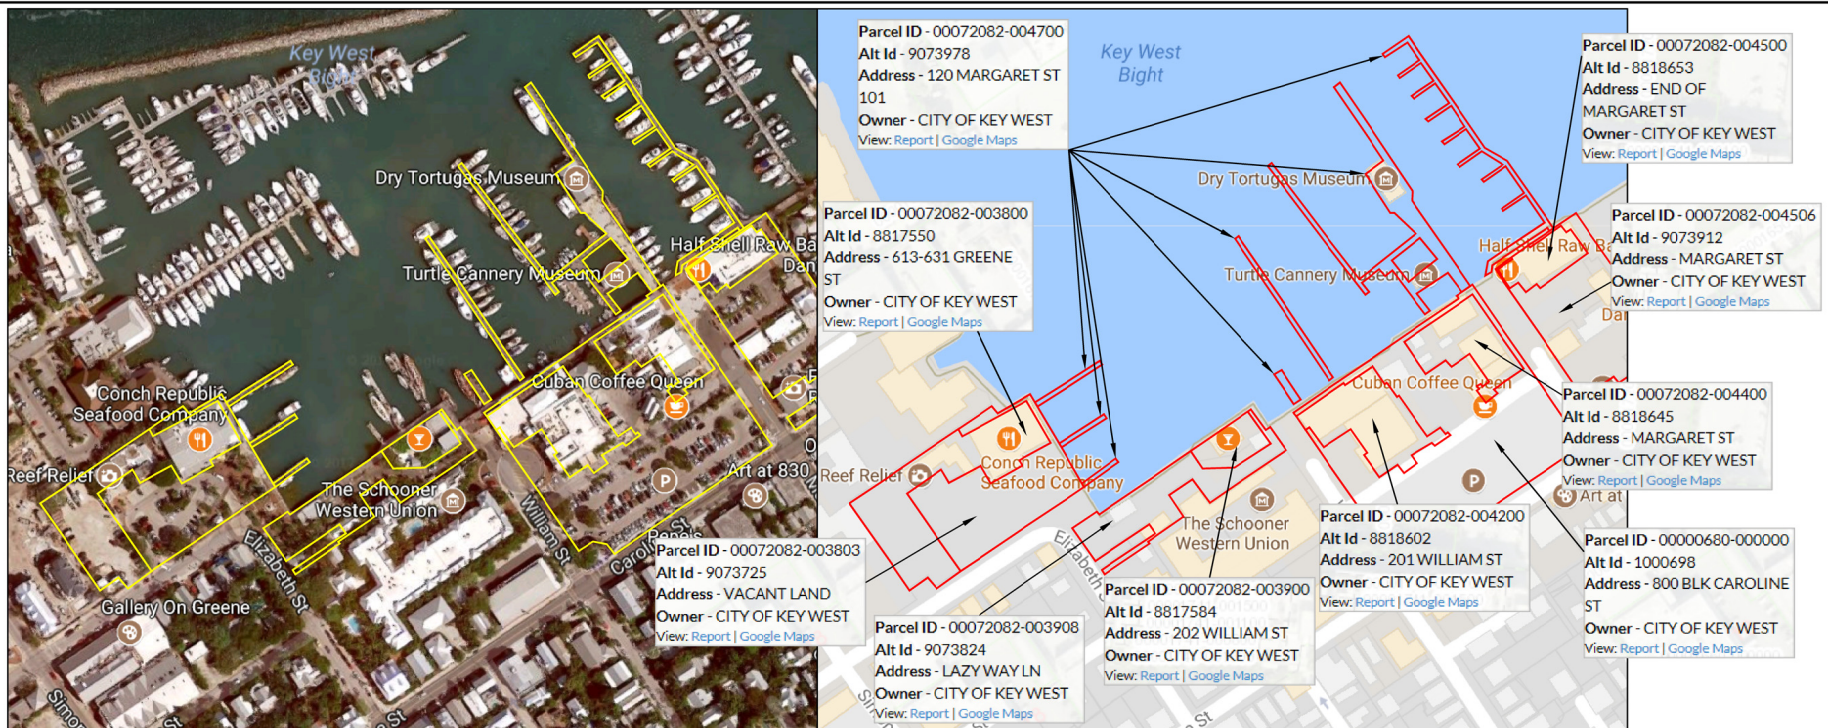 Key West
Bight
Dry Tortugas Museum
Half Shell Raw Ba
Dan
Turtle Cannery Museum
Conch Republic
Seafood Company
Cuban Coffee Queen
Reef Relief
The Schooner
Western Union
Art at 830
William St
Elizabeth St
Gallery On Greene
P
Parcel ID - 00072082-004700
Alt Id - 9073978
Address - 120 MARGARET ST
101
Owner - CITY OF KEY WEST
View: Report | Google Maps
Key West
Bight
Parcel ID - 00072082-004500
Alt Id - 8818653
Address - END OF
MARGARET ST
Owner - CITY OF KEY WEST
View: Report | Google Maps
Dry Tortugas Museum
Parcel ID - 00072082-003800
Alt Id - 8817550
Address - 613-631 GREENE
ST
Owner - CITY OF KEY WEST
View: Report | Google Maps
Parcel ID - 00072082-004506
Alt Id - 9073912
Address - MARGARET ST
Owner - CITY OF KEY WEST
View: Report | Google Maps
Half Shell Raw Ba
Da
Turtle Cannery Museum
Cuban Coffee Queen
Parcel ID - 00072082-004400
Alt Id - 8818645
Address - MARGARET ST
Owner - CITY OF KEY WEST
View: Report | Google Maps
Reef Relief
Conch Republic
Seafood Company
P
Art at
The Schooner
Western Union
Elizabeth
Parcel ID - 00072082-004200
Alt Id - 8818602
Address - 201 WILLIAM ST
Owner - CITY OF KEY WEST
View: Report | Google Maps
Parcel ID - 00000680-000000
Alt Id - 1000698
Address - 800 BLK CAROLINE
ST
Owner - CITY OF KEY WEST
View: Report | Google Maps
Parcel ID - 00072082-003803
Alt Id - 9073725
Address - VACANT LAND
Owner - CITY OF KEY WEST
View: Report | Google Maps
Parcel ID - 00072082-003900
Alt Id - 8817584
Address - 202 WILLIAM ST
Owner - CITY OF KEY WEST
View: Report | Google Maps
Parcel ID - 00072082-003908
Alt Id - 9073824
Address - LAZY WAY LN
Owner - CITY OF KEY WEST
View: Report | Google Maps
St